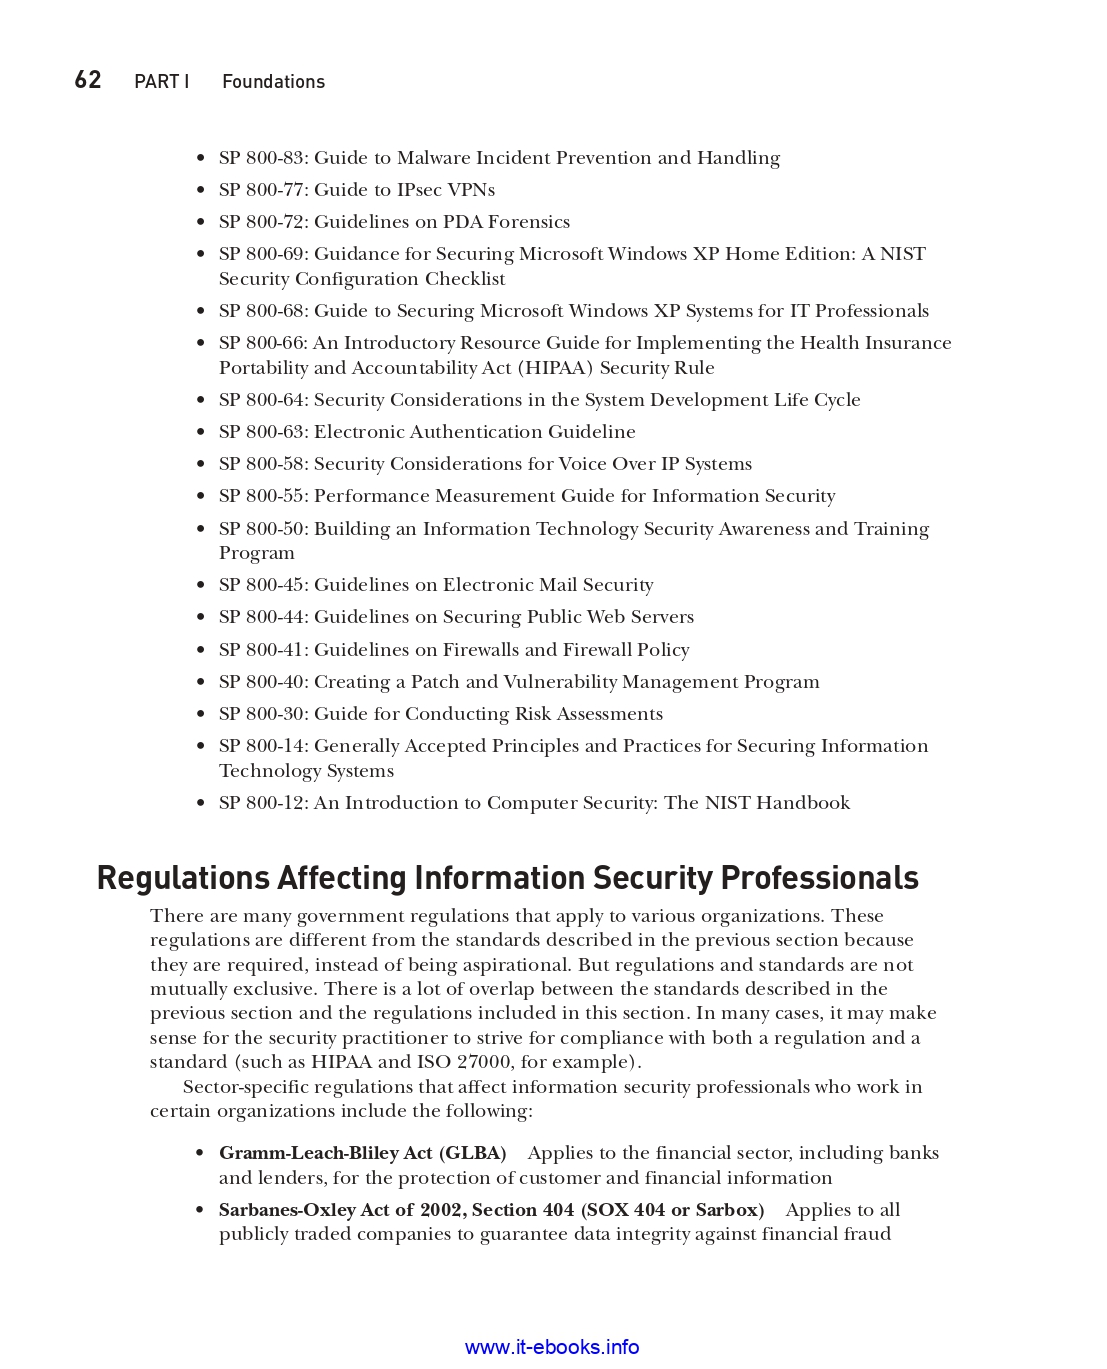 62 PART I Foundations
• SP 800-83: Guide to Malware Incident Prevention and Handling
• SP 800-77: Guide to IPsec VPNs
• SP 800-72: Guidelines on PDA Forensics
• SP 800-69: Guidance for Securing Microsoft Windows XP Home Edition: A NIST
Security Configuration Checklist
• SP 800-68: Guide to Securing Microsoft Windows XP Systems for IT Professionals
• SP 800-66: An Introductory Resource Guide for Implementing the Health Insurance
Portability and Accountability Act (HIPAA) Security Rule
• SP 800-64: Security Considerations in the System Development Life Cycle
• SP 800-63: Electronic Authentication Guideline
• SP 800-58: Security Considerations for Voice Over IP Systems
• SP 800-55: Performance Measurement Guide for Information Security
• SP 800-50: Building an Information Technology Security Awareness and Training
Program
• SP 800-45: Guidelines on Electronic Mail Security
• SP 800-44: Guidelines on Securing Public Web Servers
• SP 800-41: Guidelines on Firewalls and Firewall Policy
• SP 800-40: Creating a Patch and Vulnerability Management Program
• SP 800-30: Guide for Conducting Risk Assessments
• SP 800-14: Generally Accepted Principles and Practices for Securing Information
Technology Systems
• SP 800-12: An Introduction to Computer Security: The NIST Handbook
Regulations Affecting Information Security Professionals
There are many government regulations that apply to various organizations. These
regulations are different from the standards described in the previous section because
they are required, instead of being aspirational. But regulations and standards are not
mutually exclusive. There is a lot of overlap between the standards described in the
previous section and the regulations included in this section. In many cases, it may make
sense for the security practitioner to strive for compliance with both a regulation and a
standard (such as HIPAA and ISO 27000, for example).
Sector-specific regulations that affect information security professionals who work in
certain organizations include the following:
• Gramm-Leach-Bliley Act (GLBA) Applies to the financial sector, including banks
and lenders, for the protection of customer and financial information
• Sarbanes-Oxley Act of 2002, Section 404 (SOX 404 or Sarbox) Applies to all
publicly traded companies to guarantee data integrity against financial fraud
www.it-ebooks.info